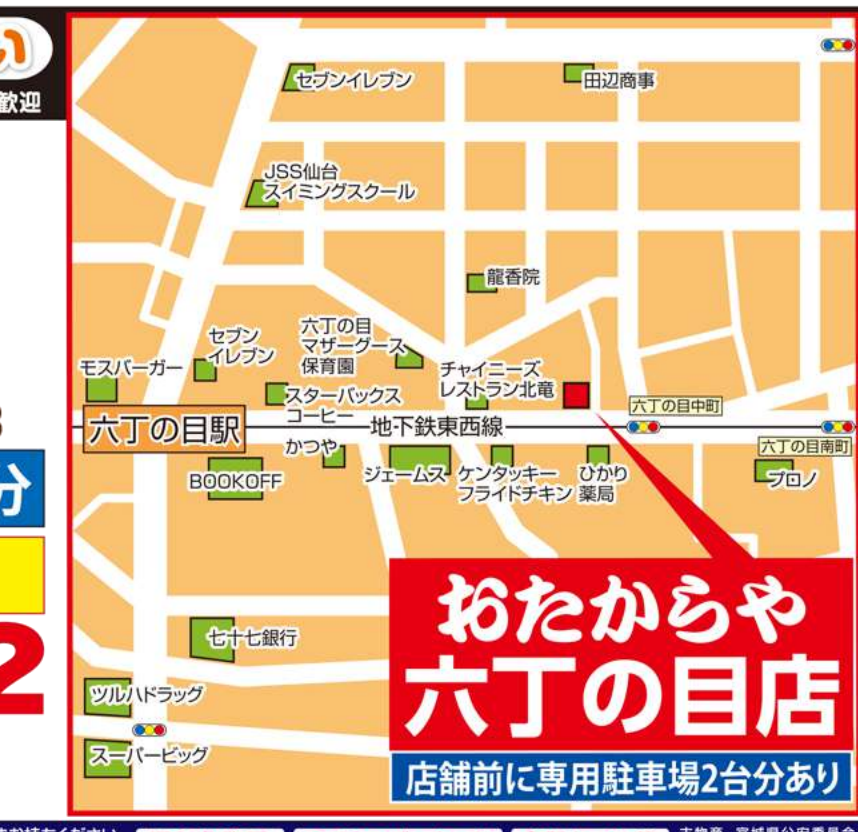 い
歓迎
セブンイレブン
田辺商事
JSS仙台
スイミングスクール
龍香院
セブン
イレブン
六丁の目
マザーグース
保育園
モスバーガー
スターバックス
コーヒー
チャイニーズ
レストラン北竜
六丁の目中町
六丁の目駅
地下鉄東西線
六丁の目南町
かつや
BOOKOFF
ジェームス
ケンタッキー
フライドチキン
ひかり
薬局
プロノ
分
2
おたからや
六丁の目店
店舗前に専用駐車場2台分あり
七十七銀行
ツルハドラッグ
スーパービッグ